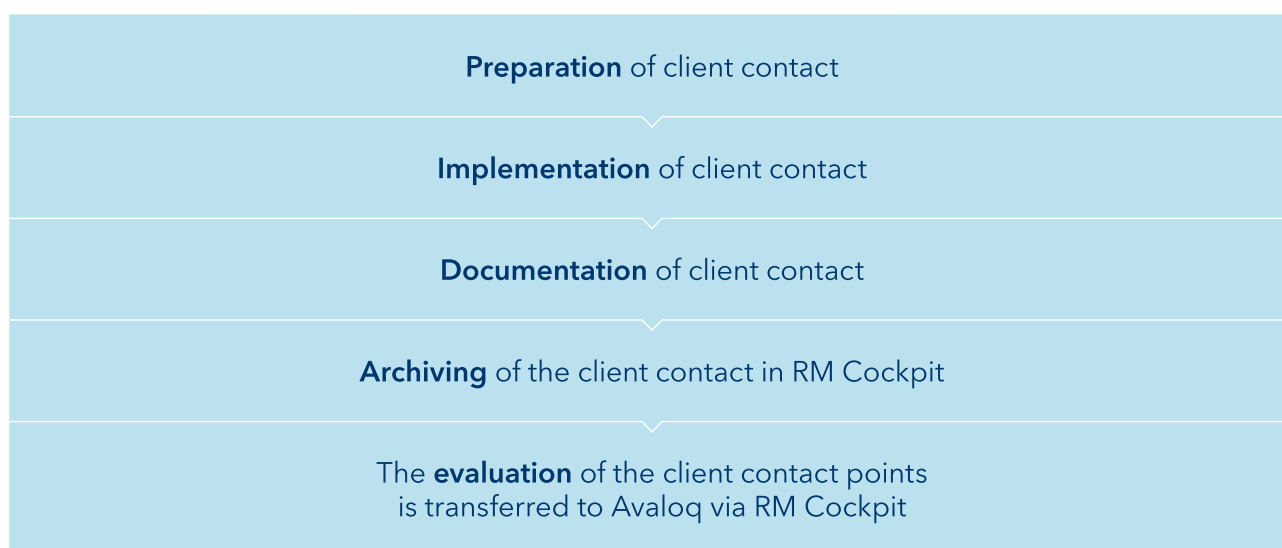 Preparation of client contact
Implementation of client contact
Documentation of client contact
Archiving of the client contact in RM Cockpit
The evaluation of the client contact points
is transferred to Avaloq via RM Cockpit